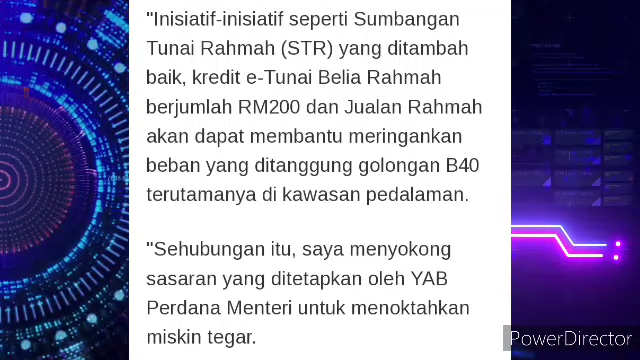 "Inisiatif-inisiatif seperti Sumbangan
Tunai Rahmah (STR) yang ditambah
baik, kredit e-Tunai Belia Rahmah
berjumlah RM200 dan Jualan Rahmah
akan dapat membantu meringankan
beban yang ditanggung golongan B40
terutamanya di kawasan pedalaman.
"Sehubungan itu, saya menyokong
sasaran yang ditetapkan oleh YAB
Perdana Menteri untuk menoktahkan
miskin tegar.
PowerDirector